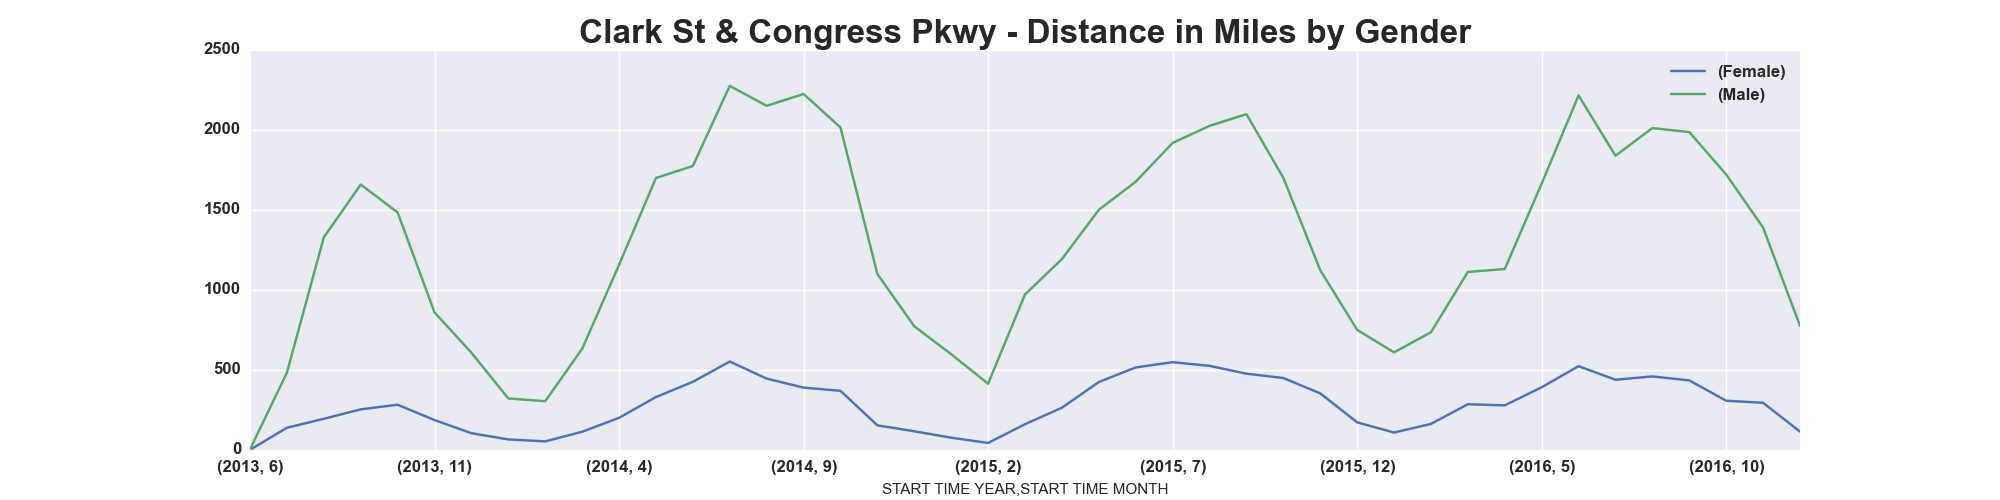 Clark St & Congress Pkwy - Distance in Miles by Gender
2500
2000
1500
1000
500
0
(Female)
(Male)
(2013, 6) (2013, 11) (2014, 4) (2014, 9) (2015, 2) (2015, 7) (2015, 12) (2016, 5) (2016, 10)
START TIME YEAR,START TIME MONTH